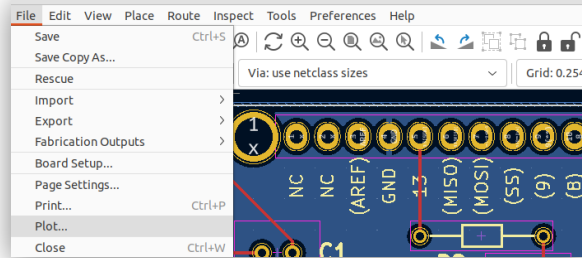 File Edit View Place Route Inspect Tools Preferences Help
Save Ctrl+S
Save Copy As...
Rescue
Import
Export
Fabrication Outputs
Board Setup...
Page Settings...
Print... Ctrl+P
Plot...
Close Ctrl+W
Via: use netclass sizes
Grid: 0.254
1
x
NC
NC
(AREF)
GND
13
(MISO)
(MOSI)
(SS)
(9)
(8)
C1